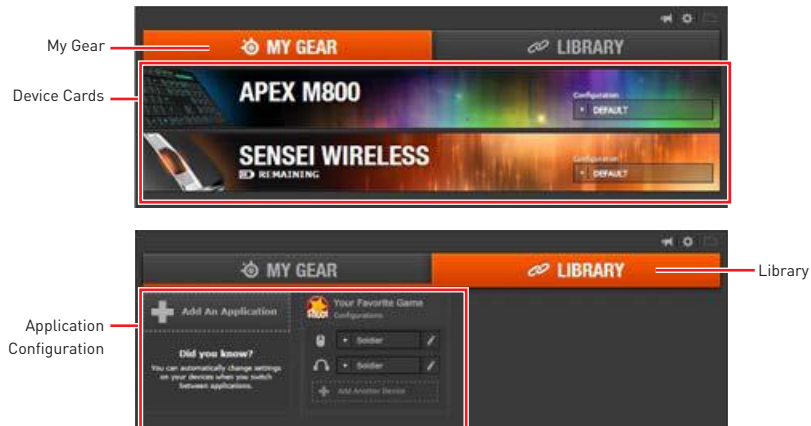 My Gear
MY GEAR
LIBRARY
Device Cards
APEX M800
Configuration
DEFAULT
SENSEI WIRELESS
REMAINING
Configuration
DEFAULT
MY GEAR
LIBRARY
Library
Application
Configuration
Add An Application
Did you know?
You can automatically change settings
on your devices when you switch
between applications.
Your Favorite Game
Configurations
Soldier
Soldier
Add Another Device